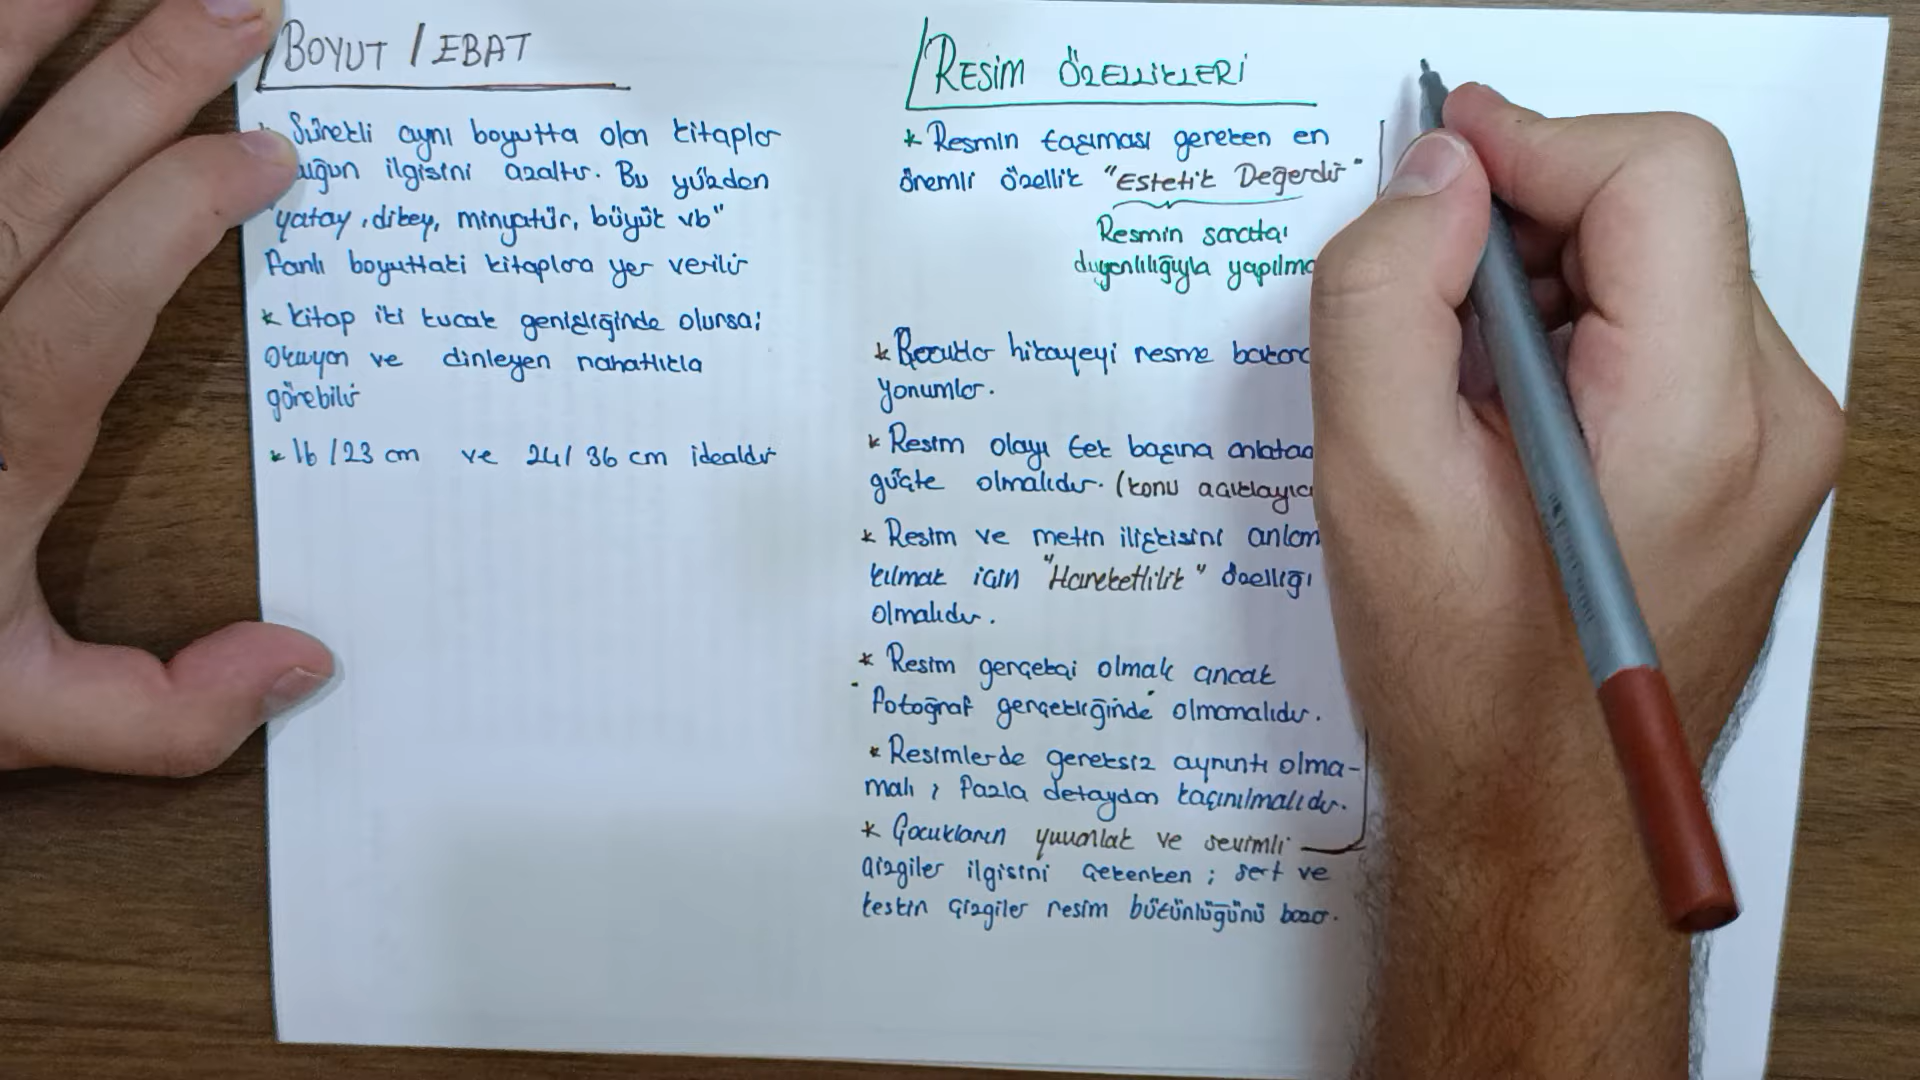 BOYUT / EBAT
* Sürekli aynı boyutta olan kitaplar
ilgisini azaltır. Bu yüzden
"yatay, dikey, minyatür, büyük vb"
farklı boyuttaki kitaplara yer verilir
* kitap iki kucak genişliğinde olursa;
Okuyan ve dinleyen rahatlıkla
görebilir
* 16/23 cm ve 24/36 cm idealdir
RESİM ÖZELLİKLERİ
* Resmin taşıması gereken en
önemli özellik "Estetik Değerdir"
Resmin sanatçı
duyarlılığıyla
* Çocuklar hikayeyi resme
yorumlar.
* Resim olayı tek başına
güçte olmalıdır. (konu
* Resim ve metin ilişkisini
kılmak için "Hareketlilik" özelliği
olmalıdır.
* Resim gerçekçi olmalı ancak
fotoğraf gerçekliğinde olmamalıdır.
* Resimlerde gereksiz ayrıntı olma-
malı, fazla detaydan kaçınılmalıdır.
* Çocukların yuvarlak ve sevimli
çizgiler ilgisini çekerken; sert ve
keskin çizgiler resim bütünlüğünü bozar.